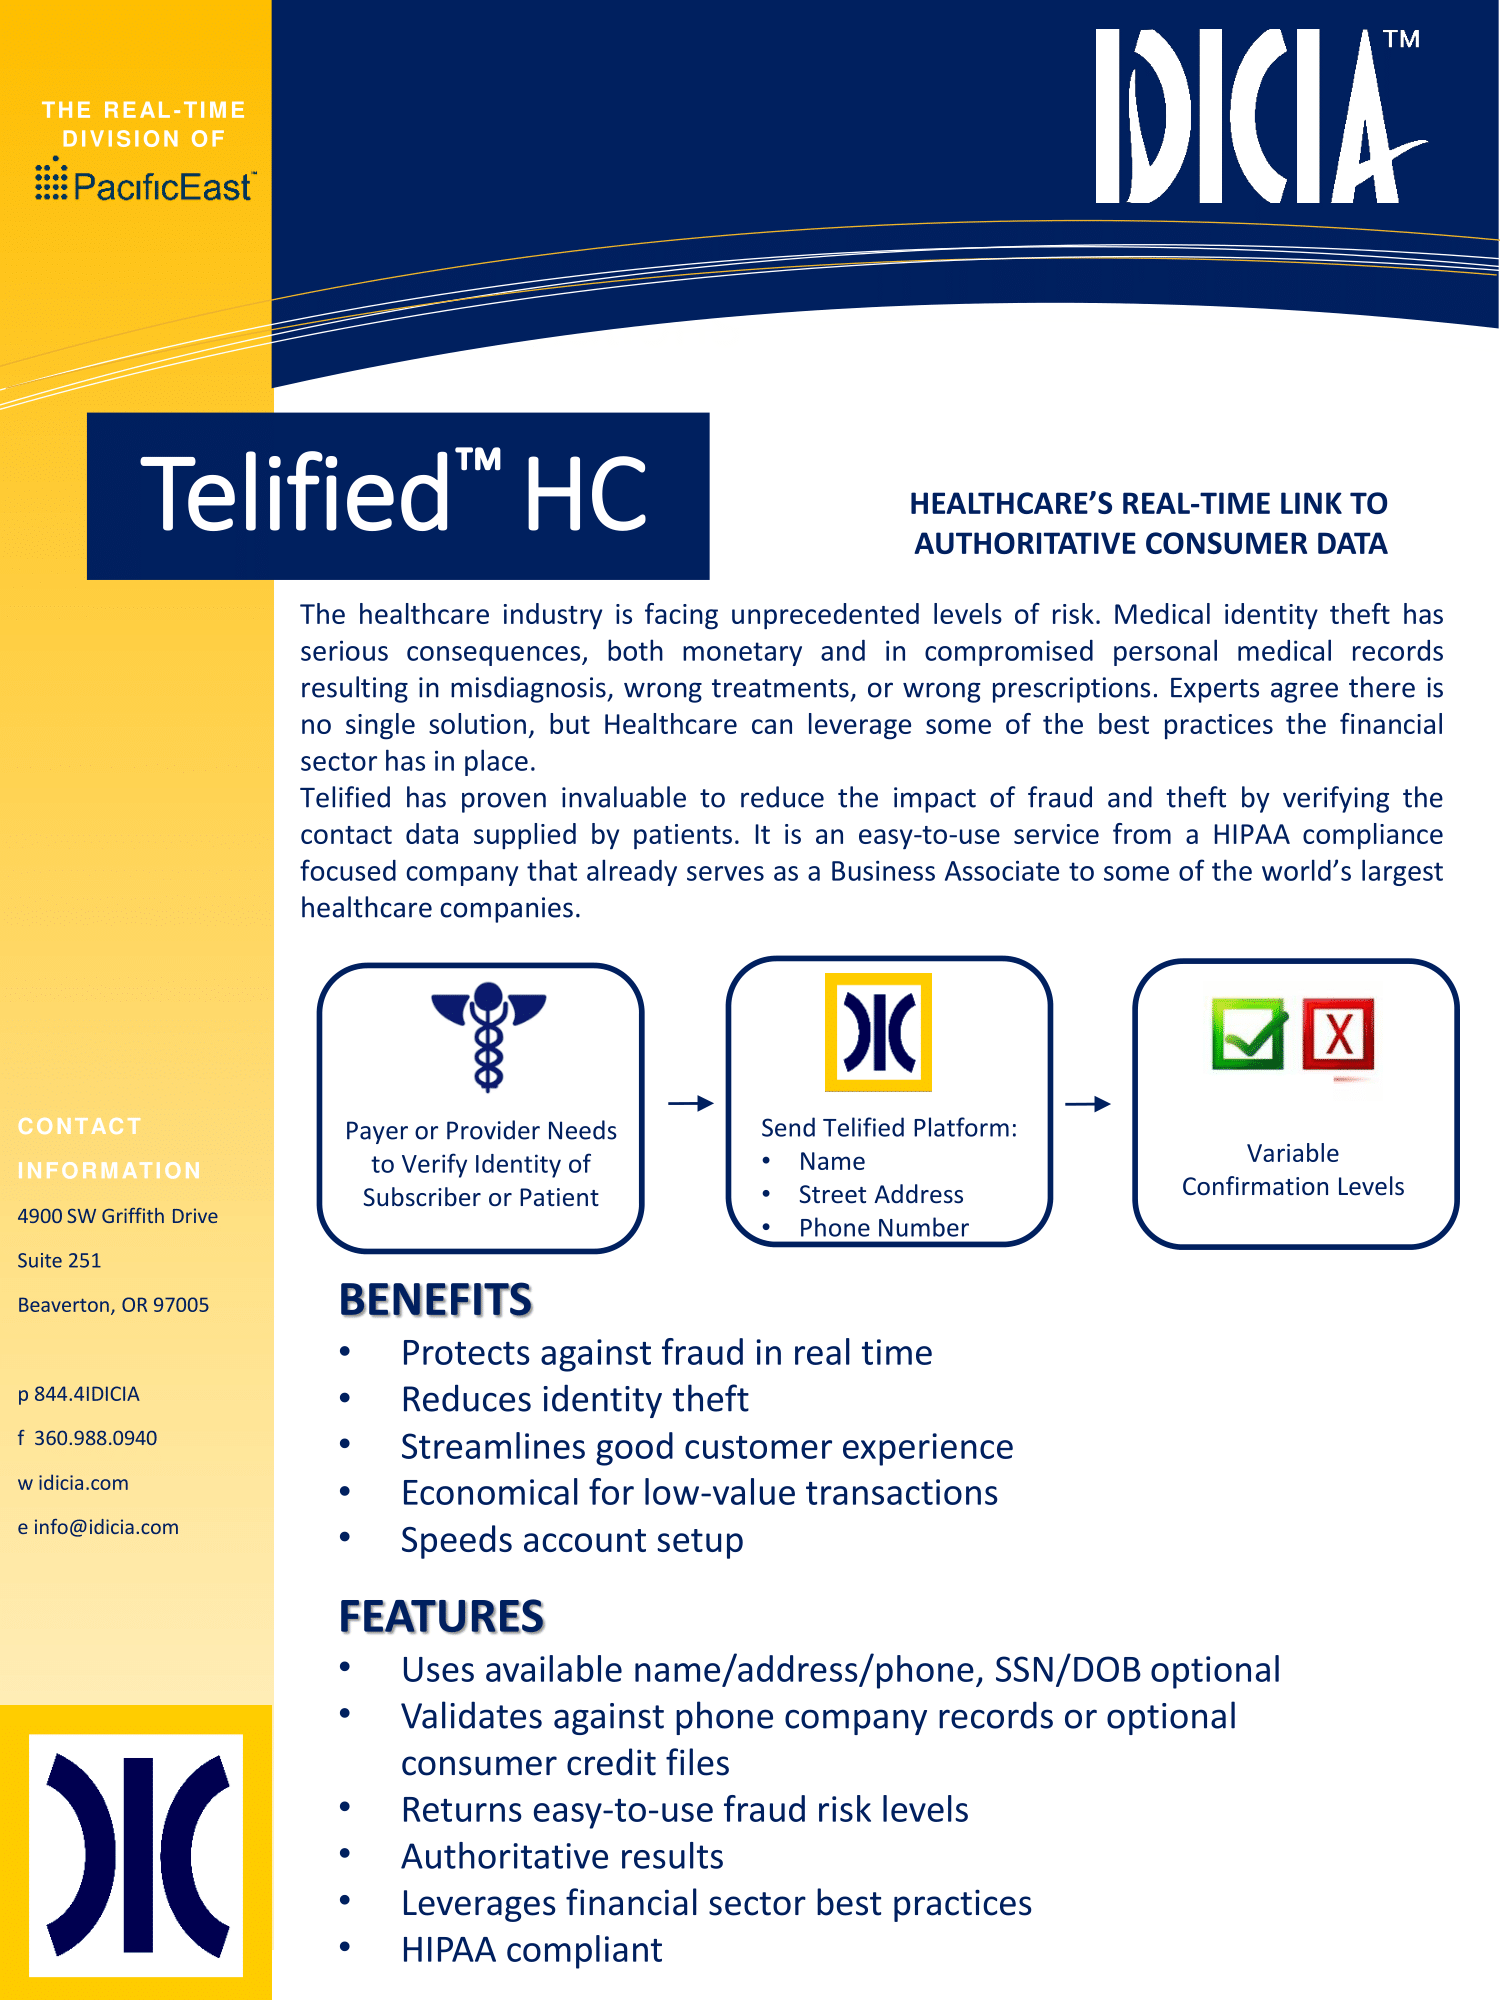 THE REAL-TIME
DIVISION OF
PacificEast™
IDICIA™
Telified™ HC
HEALTHCARE’S REAL-TIME LINK TO
AUTHORITATIVE CONSUMER DATA
The healthcare industry is facing unprecedented levels of risk. Medical identity theft has
serious consequences, both monetary and in compromised personal medical records
resulting in misdiagnosis, wrong treatments, or wrong prescriptions. Experts agree there is
no single solution, but Healthcare can leverage some of the best practices the financial
sector has in place.
Telified has proven invaluable to reduce the impact of fraud and theft by verifying the
contact data supplied by patients. It is an easy-to-use service from a HIPAA compliance
focused company that already serves as a Business Associate to some of the world’s largest
healthcare companies.
Payer or Provider Needs
to Verify Identity of
Subscriber or Patient
Send Telified Platform:
• Name
• Street Address
• Phone Number
X
Variable
Confirmation Levels
CONTACT
INFORMATION
4900 SW Griffith Drive
Suite 251
Beaverton, OR 97005
p 844.4IDICIA
f 360.988.0940
w idicia.com
e info@idicia.com
BENEFITS
• Protects against fraud in real time
• Reduces identity theft
• Streamlines good customer experience
• Economical for low-value transactions
• Speeds account setup
FEATURES
• Uses available name/address/phone, SSN/DOB optional
• Validates against phone company records or optional
consumer credit files
• Returns easy-to-use fraud risk levels
• Authoritative results
• Leverages financial sector best practices
• HIPAA compliant